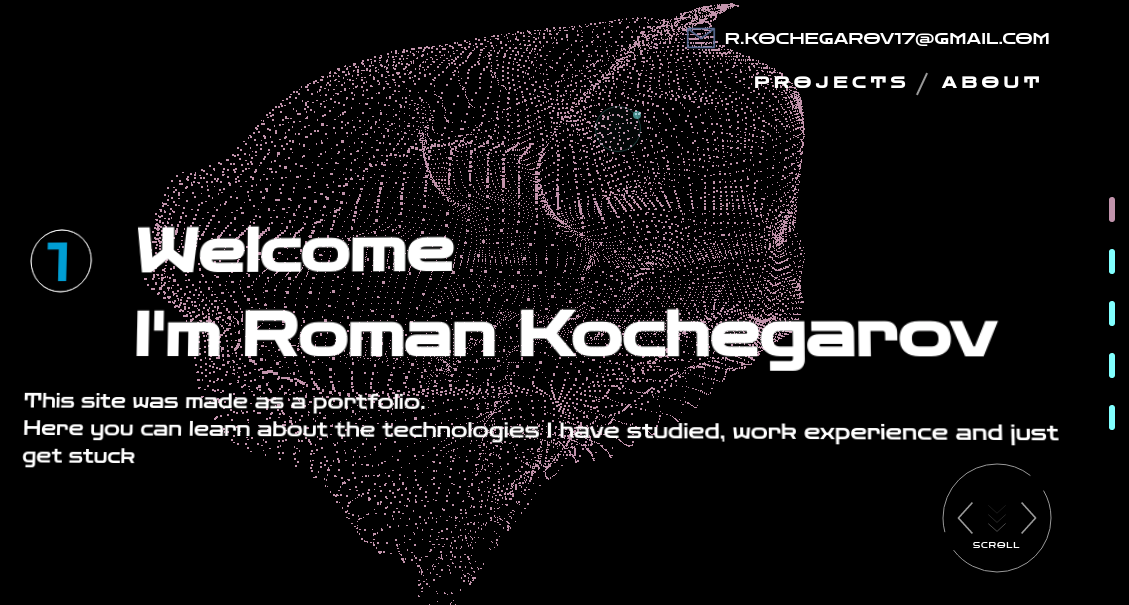 R.KOCHEGAROV17@GMAIL.COM
PROJECTS / ABOUT
1
Welcome
I'm Roman Kochegarov
This site was made as a portfolio.
Here you can learn about the technologies I have studied, work experience and just
get stuck
SCROLL